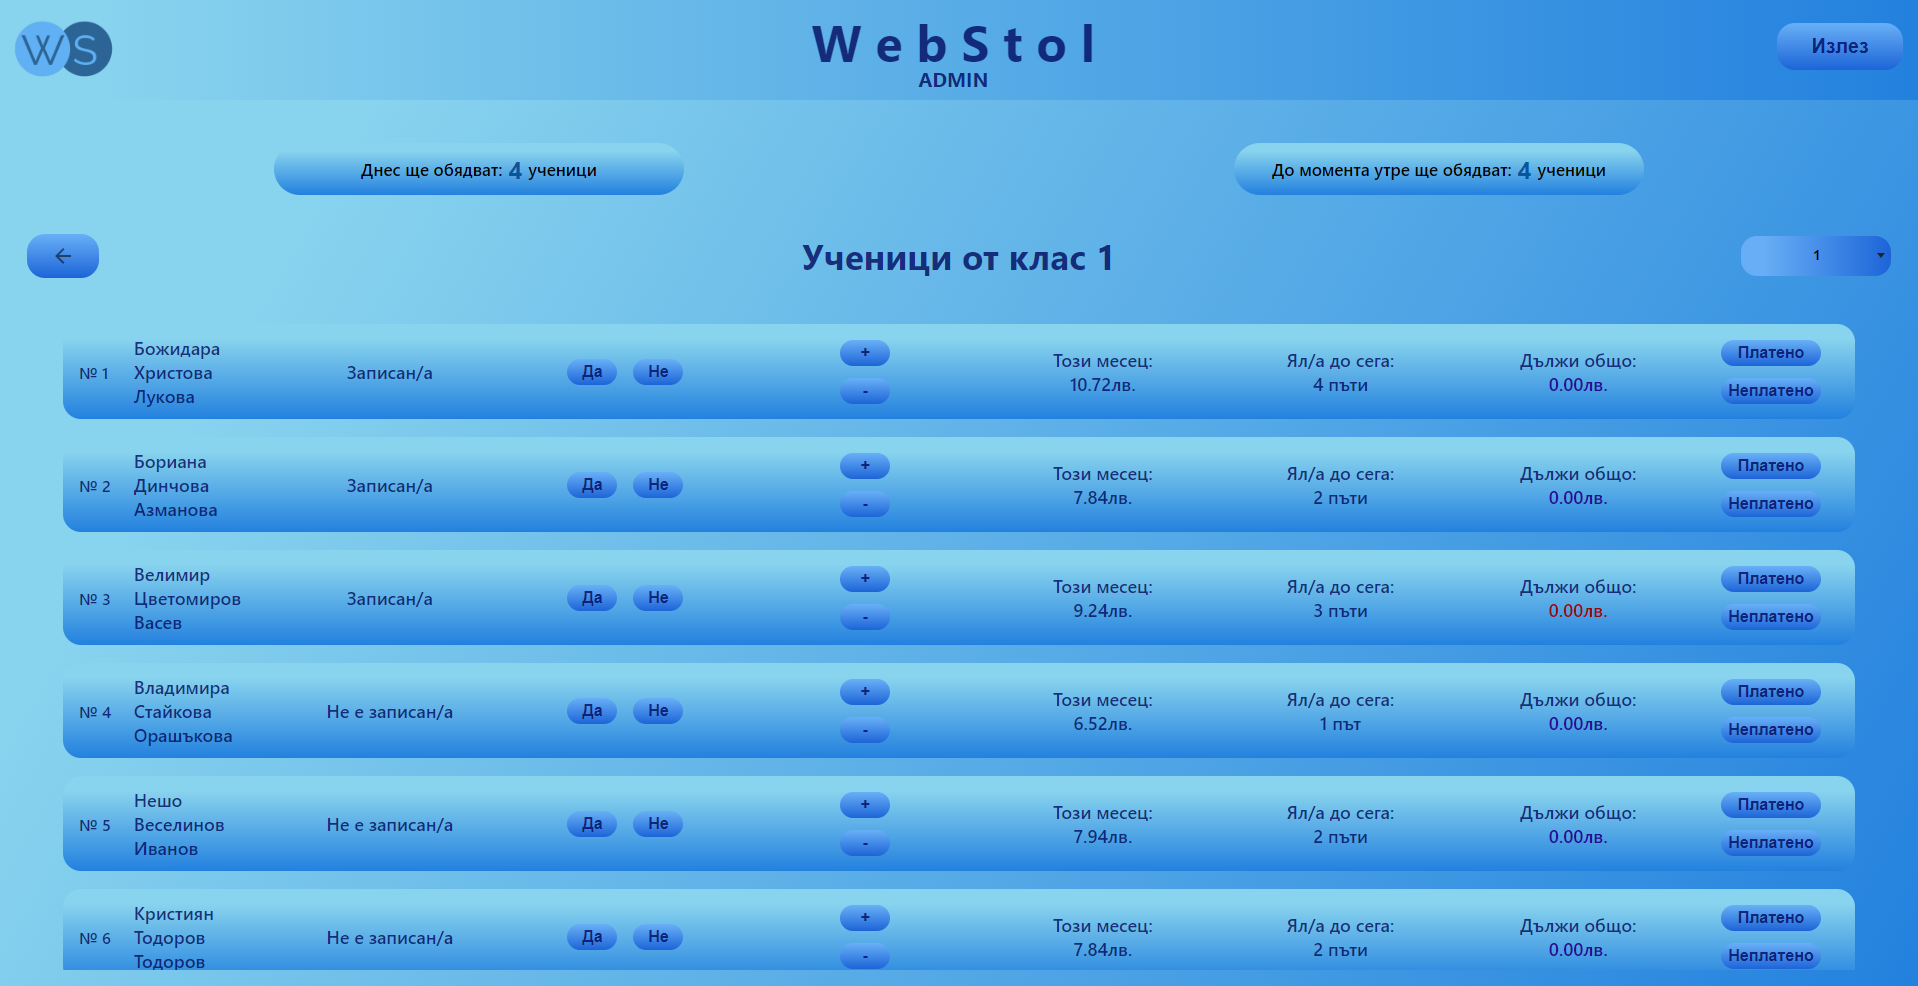 WS
WebStol
ADMIN
Излез
Днес ще обядват: 4 ученици
До момента утре ще обядват: 4 ученици
Ученици от клас 1
1
№ 1
Божидара
Христова
Лукова
Записан/а
Да
Не
+
-
Този месец:
10.72лв.
Ял/а до сега:
4 пъти
Дължи общо:
0.00лв.
Платено
Неплатено
№ 2
Бориана
Динчова
Азманова
Записан/а
Да
Не
+
-
Този месец:
7.84лв.
Ял/а до сега:
2 пъти
Дължи общо:
0.00лв.
Платено
Неплатено
№ 3
Велимир
Цветомиров
Васев
Записан/а
Да
Не
+
-
Този месец:
9.24лв.
Ял/а до сега:
3 пъти
Дължи общо:
0.00лв.
Платено
Неплатено
№ 4
Владимира
Стайкова
Орашъкова
Не е записан/а
Да
Не
+
-
Този месец:
6.52лв.
Ял/а до сега:
1 път
Дължи общо:
0.00лв.
Платено
Неплатено
№ 5
Нешо
Веселинов
Иванов
Не е записан/а
Да
Не
+
-
Този месец:
7.94лв.
Ял/а до сега:
2 пъти
Дължи общо:
0.00лв.
Платено
Неплатено
№ 6
Кристиян
Тодоров
Тодоров
Не е записан/а
Да
Не
+
-
Този месец:
7.84лв.
Ял/а до сега:
2 пъти
Дължи общо:
0.00лв.
Платено
Неплатено